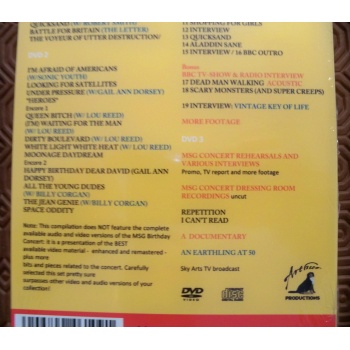 QUICKSAND (W/ROBERT SMITH)
BATTLE FOR BRITAIN (THE LETTER)
THE VOYEUR OF UTTER DESTRUCTION/
DVD 2
I'M AFRAID OF AMERICANS
(W/SONIC YOUTH)
LOOKING FOR SATELLITES
UNDER PRESSURE (W/GAIL ANN DORSEY)
"HEROES"
Encore 1
QUEEN BITCH (W/ LOU REED)
I'M WAITING FOR THE MAN
(W/ LOU REED)
DIRTY BOULEVARD (W/ LOU REED)
WHITE LIGHT WHITE HEAT (W/ LOU REED)
MOONAGE DAYDREAM
Encore 2
HAPPY BIRTHDAY DEAR DAVID (GAIL ANN
DORSEY)
ALL THE YOUNG DUDES
(W/BILLY CORGAN)
THE JEAN GENIE (W/BILLY CORGAN)
SPACE ODDITY
Note: This compilation does NOT feature the complete
available audio and video versions of the MSG Birthday
Concert. It is a presentation of the BEST
available video material - enhanced and remastered -
plus more
bits and pieces related to the concert. Carefully
selected this set pretty sure
surpasses other video and audio versions of your
collection!
11 SHOPPING FOR GIRLS
12 INTERVIEW
13 QUICKSAND
14 ALADDIN SANE
15 INTERVIEW / 16 BBC OUTRO
Bonus
BBC TV-SHOW & RADIO INTERVIEW
17 DEAD MAN WALKING ACOUSTIC
18 SCARY MONSTERS (AND SUPER CREEPS)
19 INTERVIEW: VINTAGE KEY OF LIFE
MORE FOOTAGE
DVD 3
MSG CONCERT REHEARSALS AND
VARIOUS INTERVIEWS
Promo, TV report and more footage
MSG CONCERT DRESSING ROOM
RECORDINGS uncut
REPETITION
I CAN'T READ
A DOCUMENTARY
AN EARTHLING AT 50
Sky Arts TV broadcast
DVD
VIDEO
COMPACT
disc
PRODUCTIONS